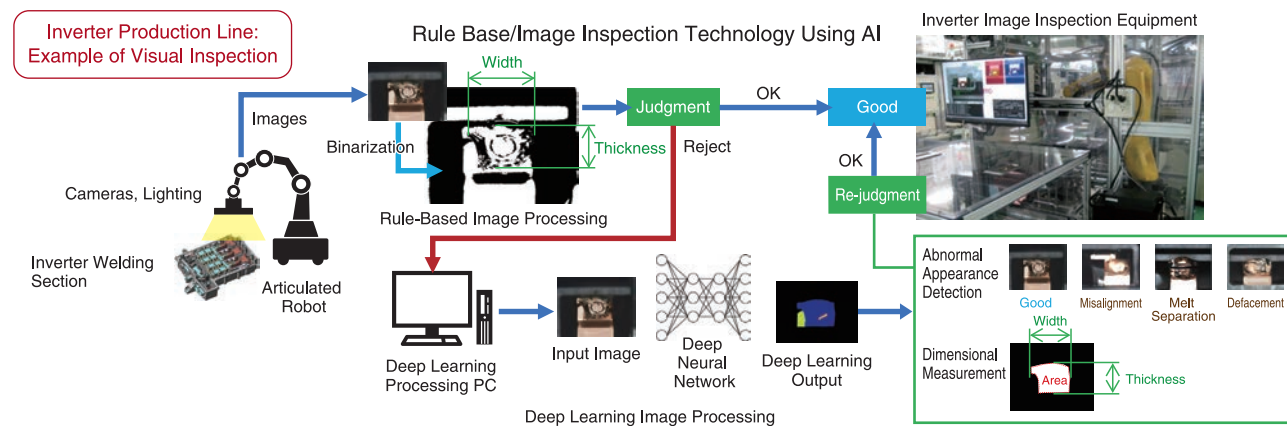 Inverter Production Line:
Example of Visual Inspection
Rule Base/Image Inspection Technology Using AI
Inverter Image Inspection Equipment
Width
Images
Binarization
Thickness
Judgment
OK
Good
Reject
OK
Re-judgment
Cameras, Lighting
Rule-Based Image Processing
Inverter Welding
Section
Articulated
Robot
Deep Learning
Processing PC
Input Image
Deep
Neural
Network
Deep Learning
Output
Deep Learning Image Processing
Abnormal
Appearance
Detection
Good
Misalignment
Melt
Separation
Defacement
Dimensional
Measurement
Width
Area
Thickness